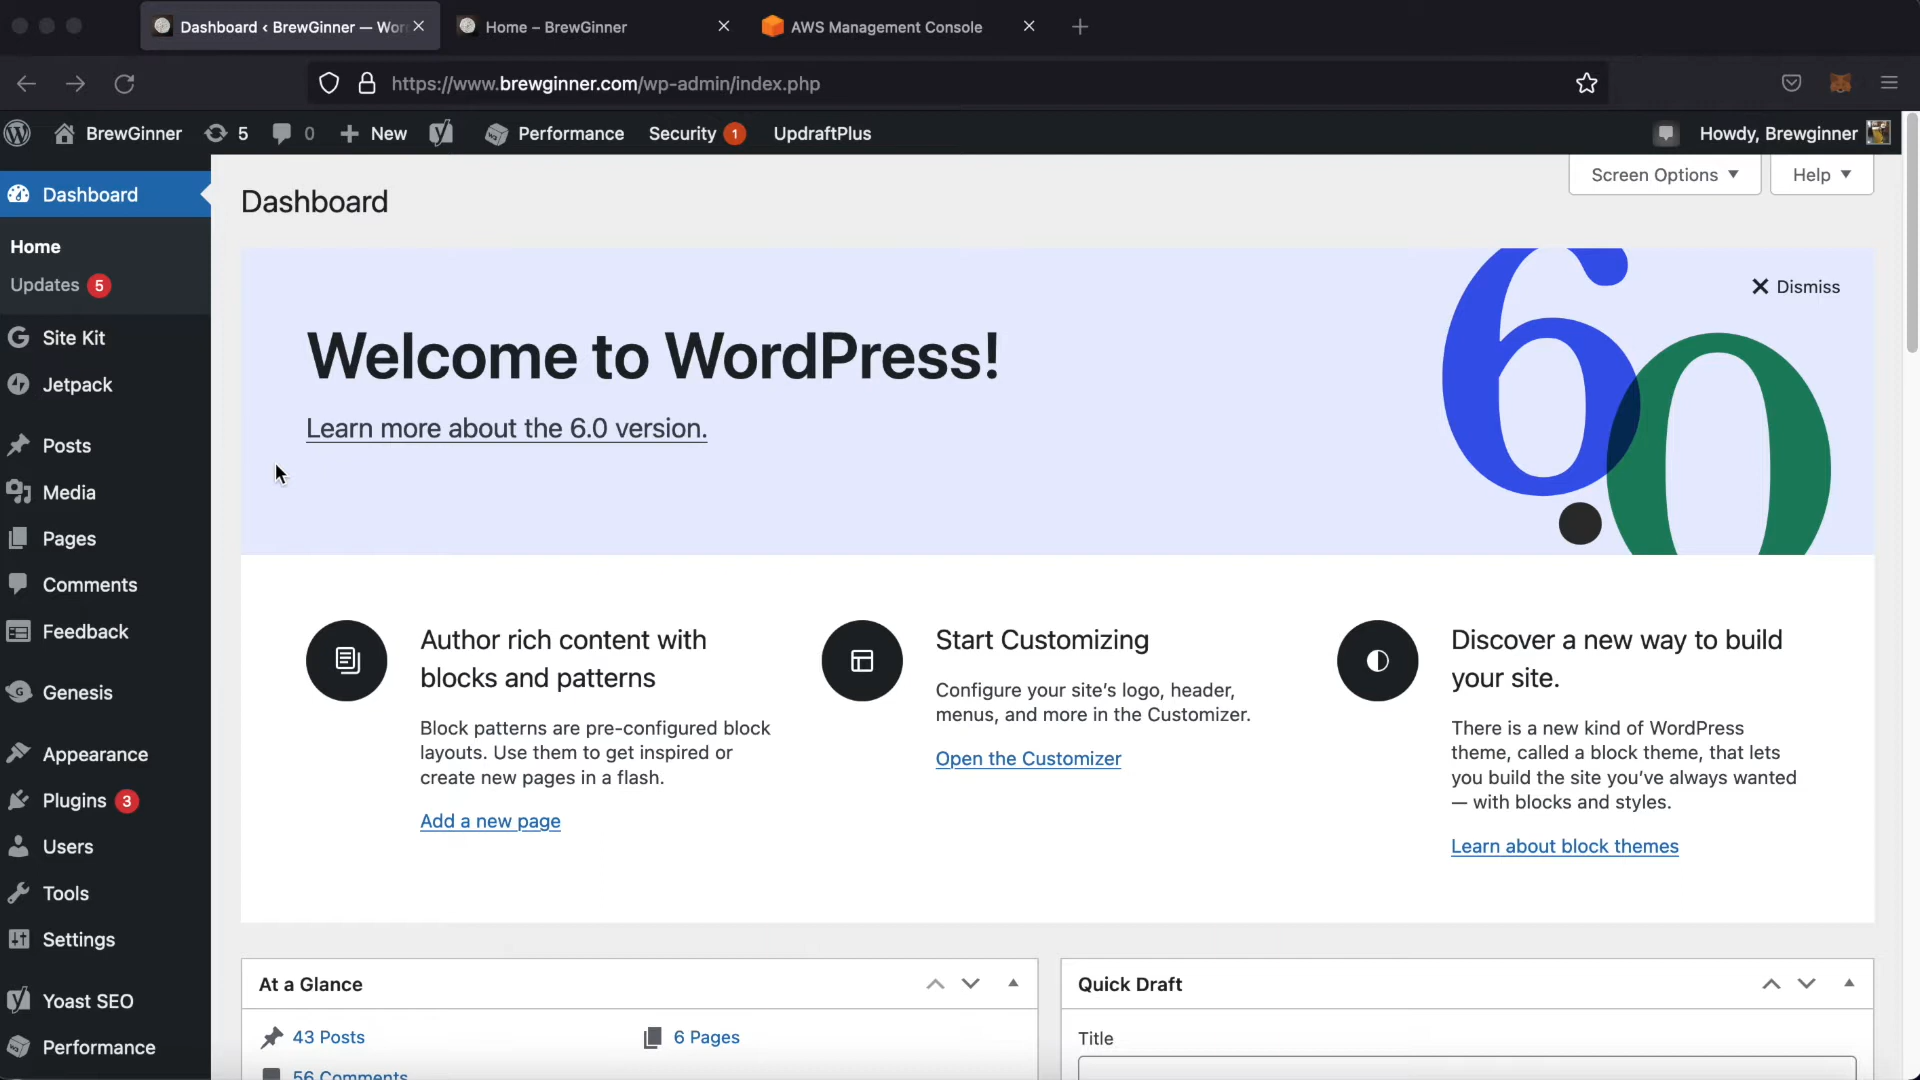 Dashboard ‹ BrewGinner — Wor
Home – BrewGinner
AWS Management Console
https://www.brewginner.com/wp-admin/index.php
BrewGinner
5
0
New
Performance
Security 1
UpdraftPlus
Howdy, Brewginner
Dashboard
Home
Updates 5
Site Kit
Jetpack
Posts
Media
Pages
Comments
Feedback
Genesis
Appearance
Plugins 3
Users
Tools
Settings
Yoast SEO
Performance
Screen Options
Help
Dashboard
Dismiss
6.0
Welcome to WordPress!
Learn more about the 6.0 version.
Author rich content with
blocks and patterns
Block patterns are pre-configured block
layouts. Use them to get inspired or
create new pages in a flash.
Add a new page
Start Customizing
Configure your site's logo, header,
menus, and more in the Customizer.
Open the Customizer
Discover a new way to build
your site.
There is a new kind of WordPress
theme, called a block theme, that lets
you build the site you've always wanted
— with blocks and styles.
Learn about block themes
At a Glance
43 Posts
6 Pages
56 Comments
Quick Draft
Title